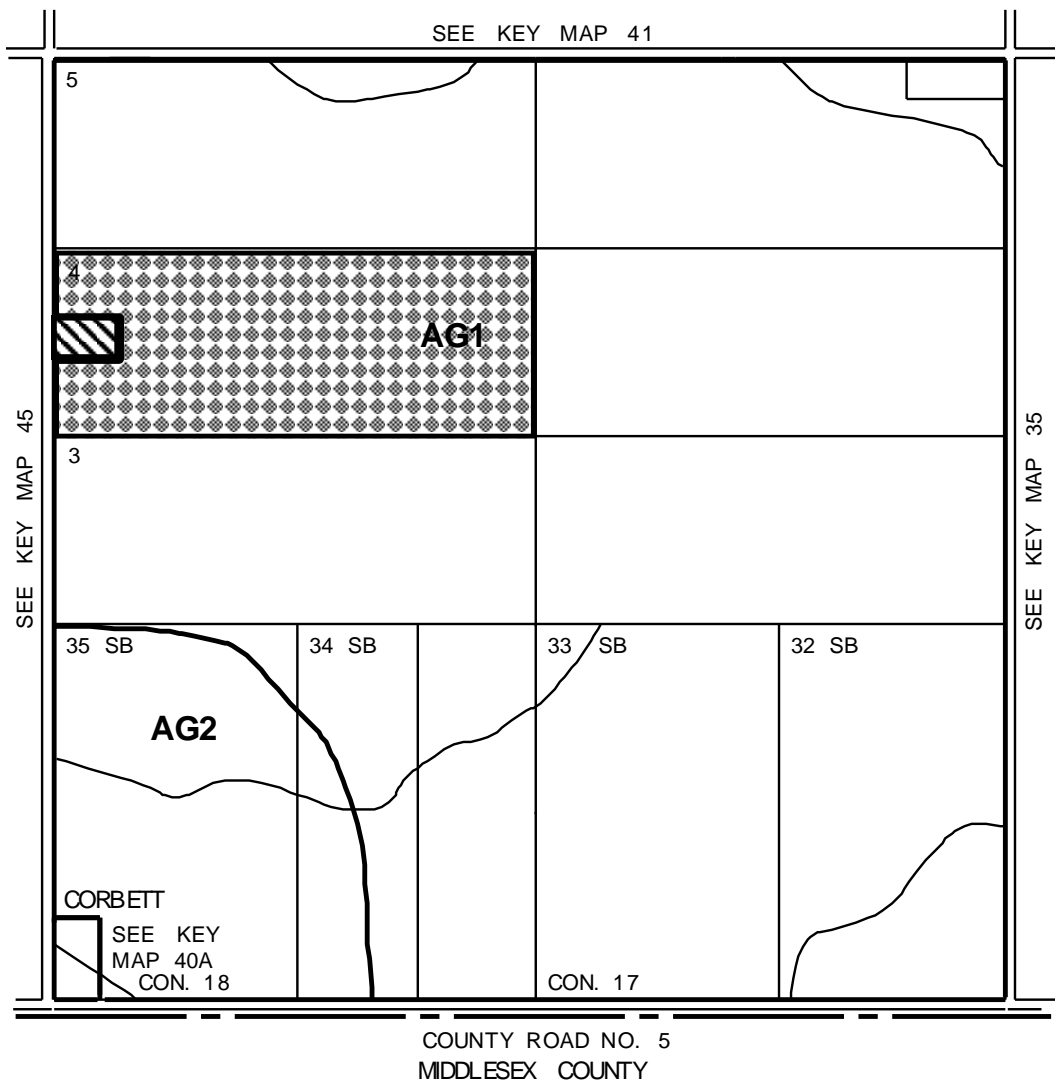 SEE KEY MAP 41
5
4
AG1
SEE KEY MAP 45
SEE KEY MAP 35
3
35 SB
34 SB
33 SB
32 SB
AG2
CORBETT
SEE KEY
MAP 40A
CON. 18
CON. 17
COUNTY ROAD NO. 5
MIDDLESEX COUNTY